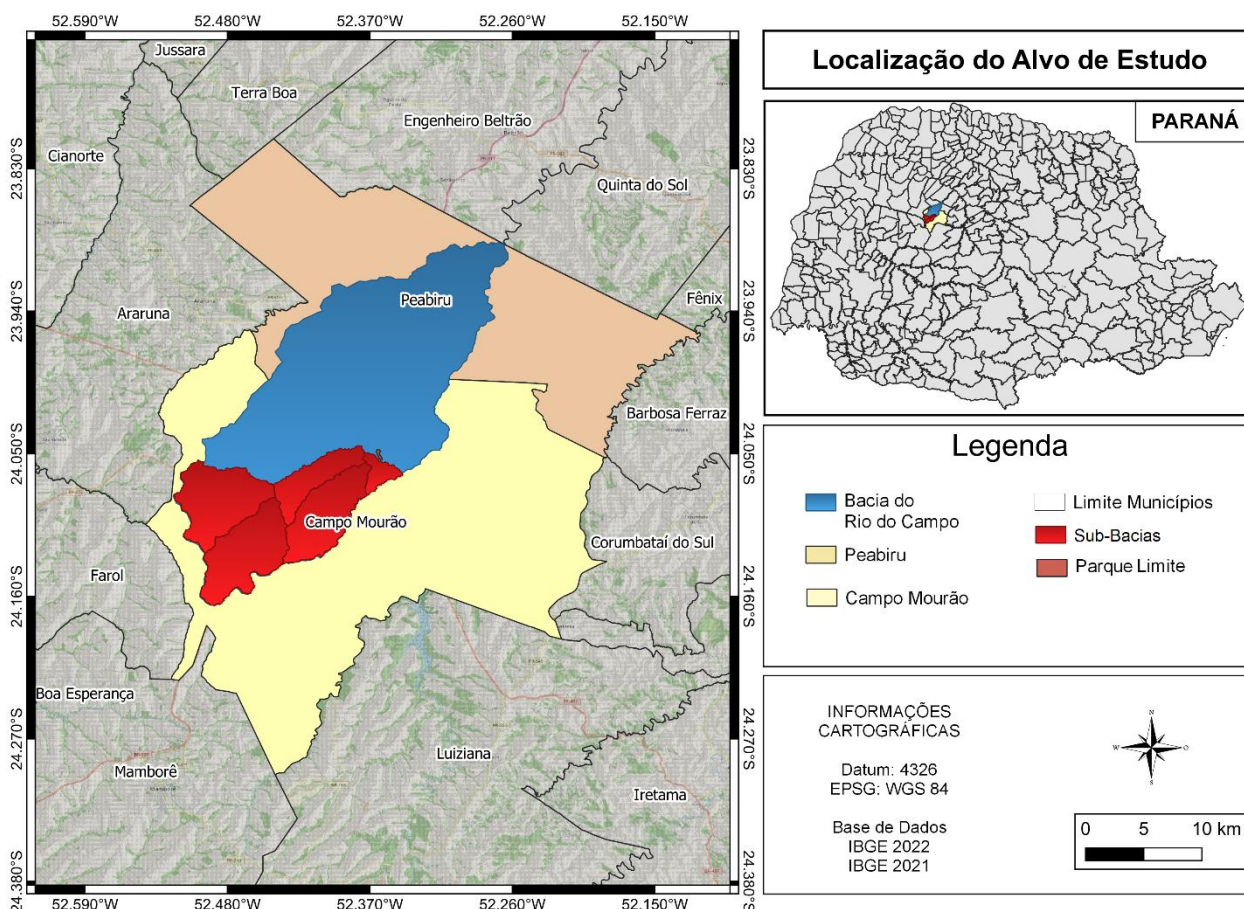 52.590°W 52.480°W 52.370°W 52.260°W 52.150°W
Jussara
Terra Boa
Engenheiro Beltrão
Cianorte
Quinta do Sol
Peabiru
Fênix
Araruna
Barbosa Ferraz
Campo Mourão
Corumbataí do Sul
Farol
Boa Esperança
Luiziana
Mamborê
Iretama
23.830°S
23.940°S
24.050°S
24.160°S
24.270°S
24.380°S
23.830°S
23.940°S
24.050°S
24.160°S
24.270°S
24.380°S
52.590°W 52.480°W 52.370°W 52.260°W 52.150°W
Localização do Alvo de Estudo
PARANÁ
Legenda
Bacia do
Rio do Campo
Peabiru
Campo Mourão
Limite Municípios
Sub-Bacias
Parque Limite
INFORMAÇÕES
CARTOGRÁFICAS
Datum: 4326
EPSG: WGS 84
Base de Dados
IBGE 2022
IBGE 2021
N
W O
S
0 5 10 km